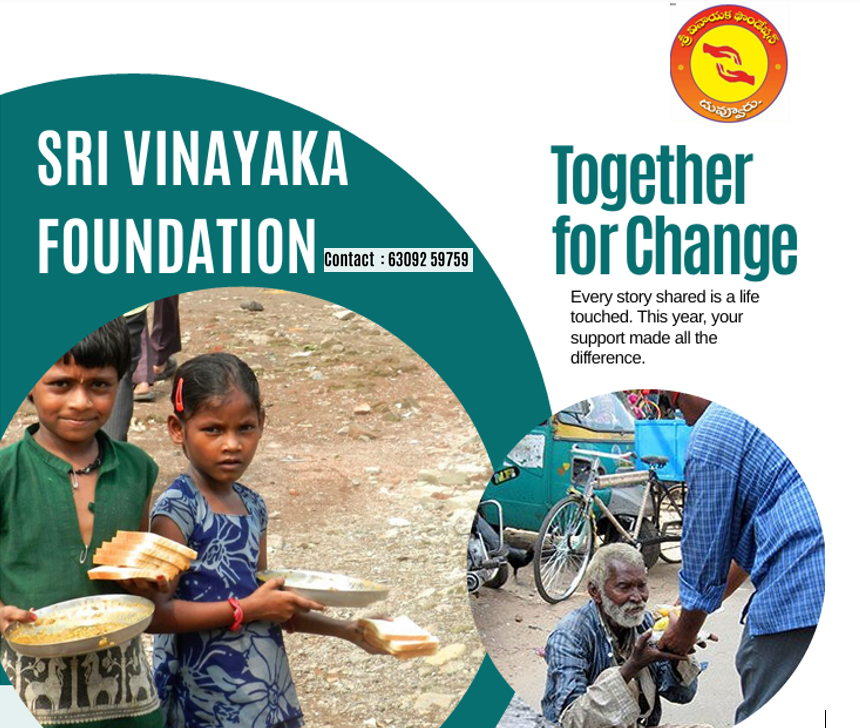 శ్రీ వినాయక ఫౌండేషన్
దువ్వూరు.
SRI VINAYAKA
FOUNDATION
Contact : 63092 59759
Together
for Change
Every story shared is a life
touched. This year, your
support made all the
difference.